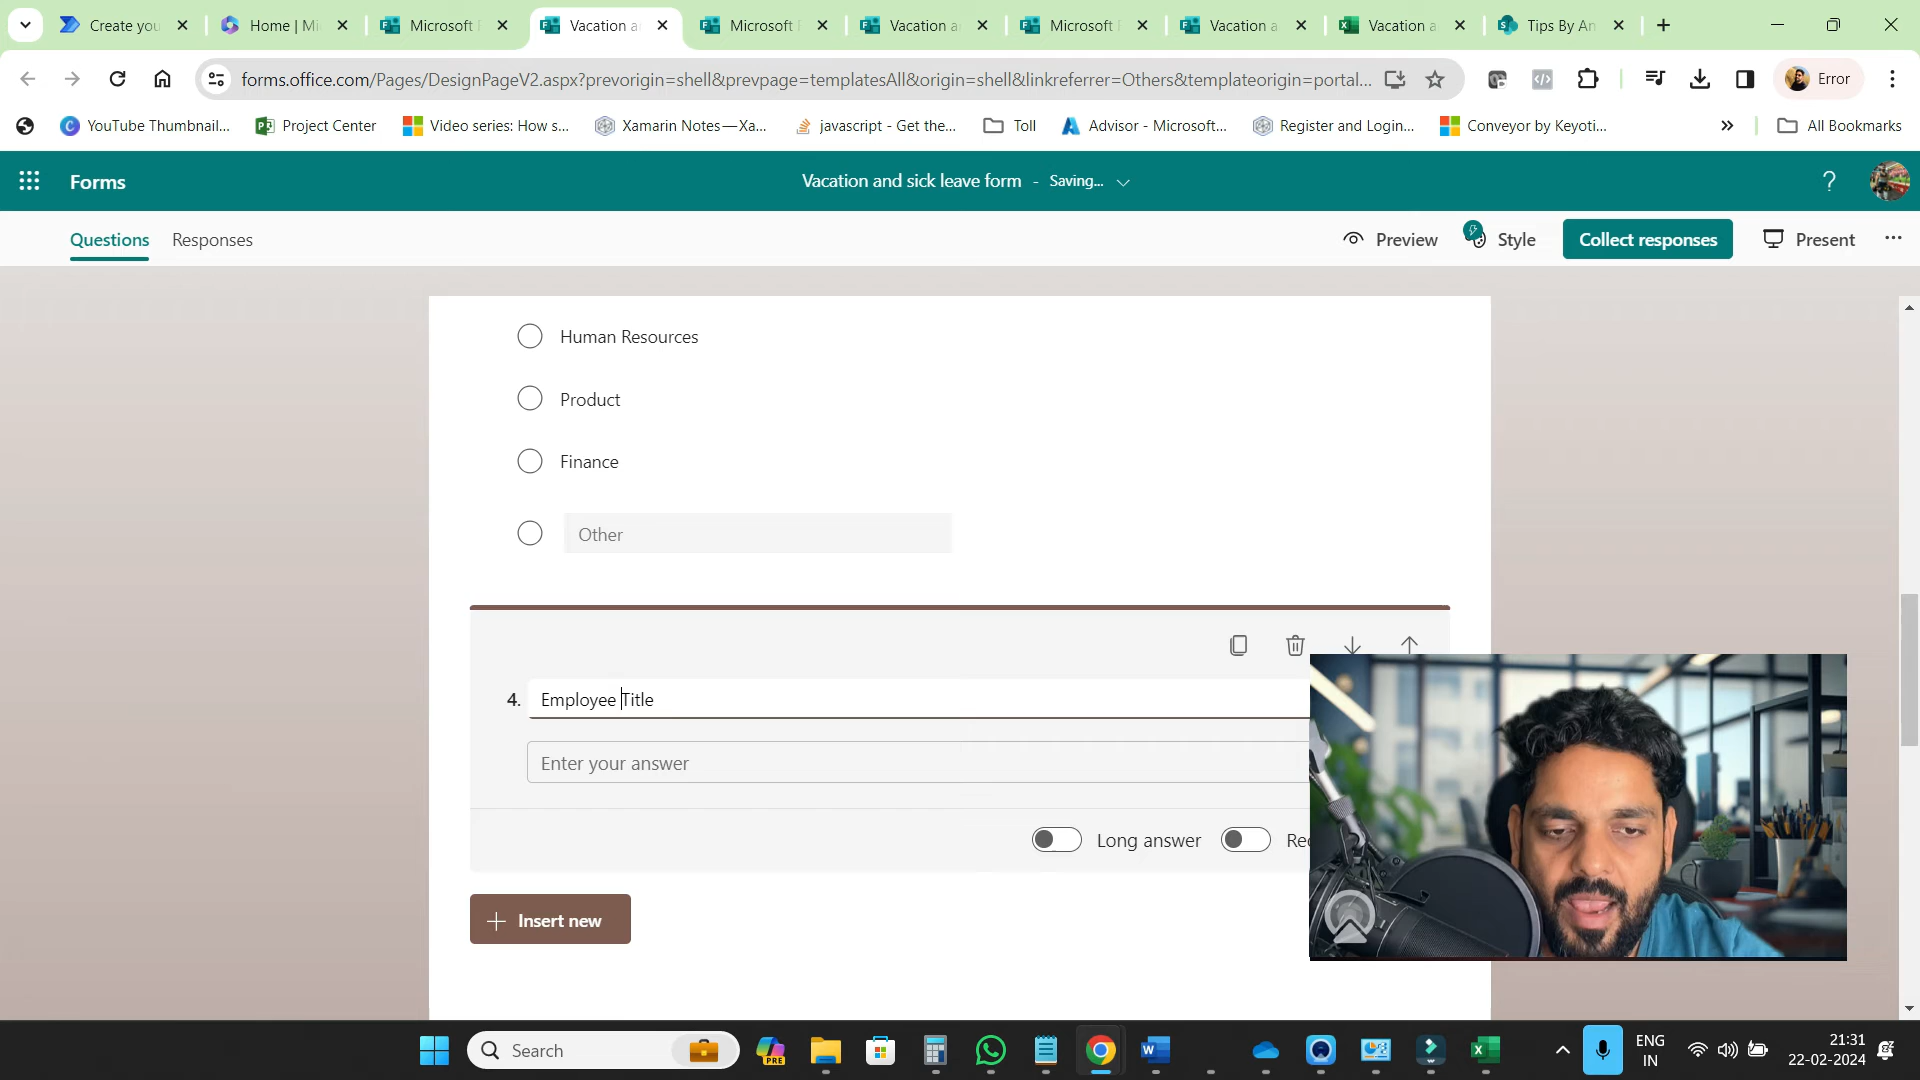 Create you
Home | Mi
Microsoft F
Vacation a
Microsoft F
Vacation a
Microsoft F
Vacation a
Vacation a
Tips By An
forms.office.com/Pages/DesignPageV2.aspx?prevorigin=shell&prevpage=templatesAll&origin=shell&linkreferrer=Others&templateorigin=portal...
Error
YouTube Thumbnail...
Project Center
Video series: How s...
Xamarin Notes—Xa...
javascript - Get the...
Toll
Advisor - Microsoft...
Register and Login...
Conveyor by Keyoti...
All Bookmarks
Forms
Vacation and sick leave form - Saving...
Questions
Responses
Preview
Style
Collect responses
Present
Human Resources
Product
Finance
Other
4. Employee Title
Enter your answer
Long answer
Insert new
Search
PRE
ENG
IN
21:31
22-02-2024